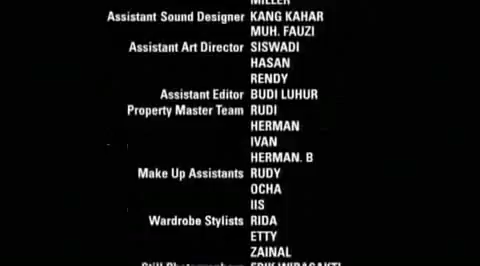 MILLER
Assistant Sound Designer KANG KAHAR
MUH. FAUZI
Assistant Art Director SISWADI
HASAN
RENDY
Assistant Editor BUDI LUHUR
Property Master Team RUDI
HERMAN
IVAN
HERMAN. B
Make Up Assistants RUDY
OCHA
IIS
Wardrobe Stylists RIDA
ETTY
ZAINAL